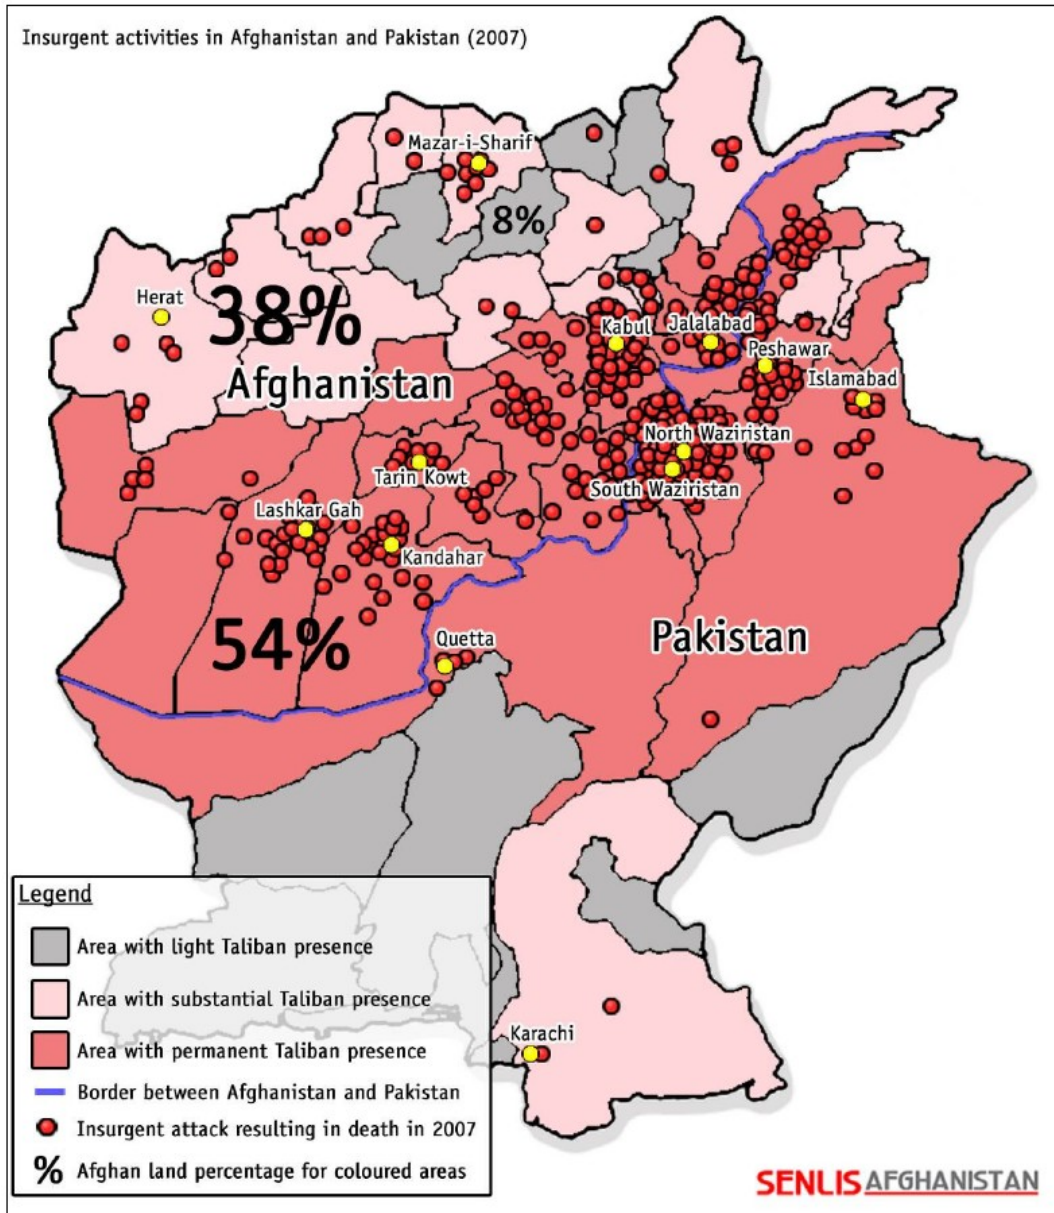 Insurgent activities in Afghanistan and Pakistan (2007)
Mazar-i-Sharif
8%
Herat
38%
Afghanistan
Kabul
Jalalabad
Peshawar
Islamabad
North Waziristan
Tarin Kowt
South Waziristan
Lashkar Gah
Kandahar
54%
Quetta
Pakistan
Karachi
Legend
Area with light Taliban presence
Area with substantial Taliban presence
Area with permanent Taliban presence
Border between Afghanistan and Pakistan
Insurgent attack resulting in death in 2007
% Afghan land percentage for coloured areas
SENLIS AFGHANISTAN